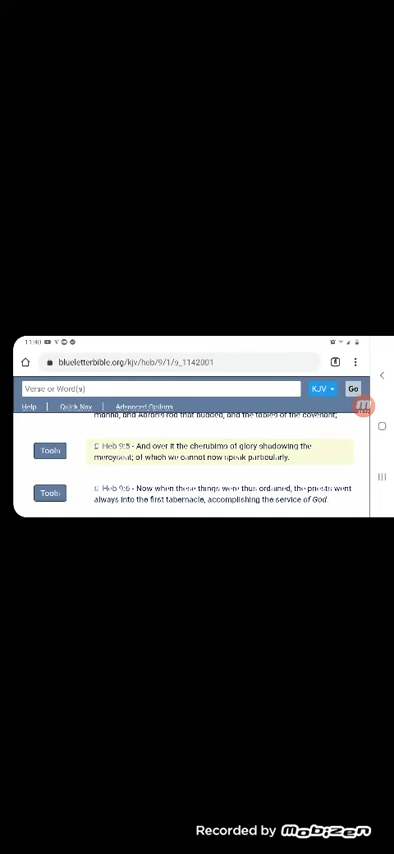 11:40
blueletterbible.org/kjv/heb/9/1/s_1142001
Verse or Word(s)
KJV
Go
Help | Quick Nav | Advanced Options
manna, and Aaron's rod that budded, and the tables of the covenant;
Tools
Heb 9:5 - And over it the cherubims of glory shadowing the
mercyseat; of which we cannot now speak particularly.
Tools
Heb 9:6 - Now when these things were thus ordained, the priests went
always into the first tabernacle, accomplishing the service of God.
Recorded by Mobizen